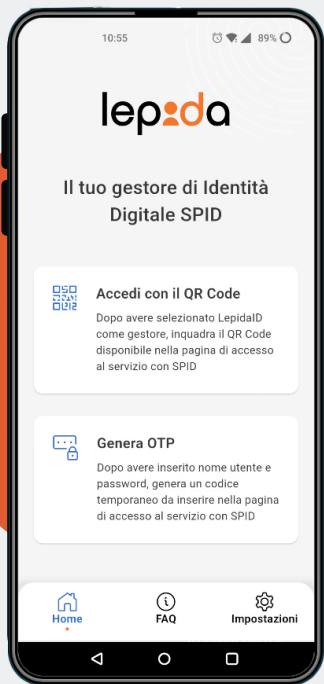 10:55
89%
lepida
Il tuo gestore di Identità
Digitale SPID
Accedi con il QR Code
Dopo avere selezionato LepidaID
come gestore, inquadra il QR Code
disponibile nella pagina di accesso
al servizio con SPID
Genera OTP
Dopo avere inserito nome utente e
password, genera un codice
temporaneo da inserire nella pagina
di accesso al servizio con SPID
Home
FAQ
Impostazioni